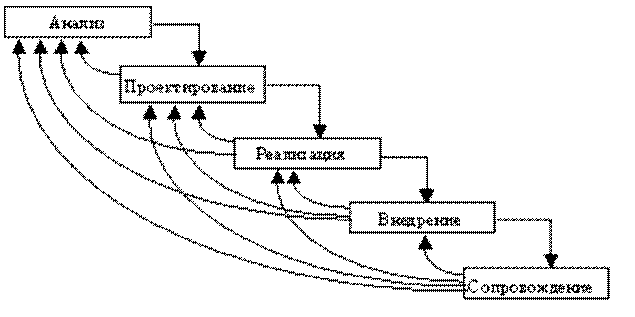 Анализ
Проектирование
Реализация
Внедрение
Сопровождение